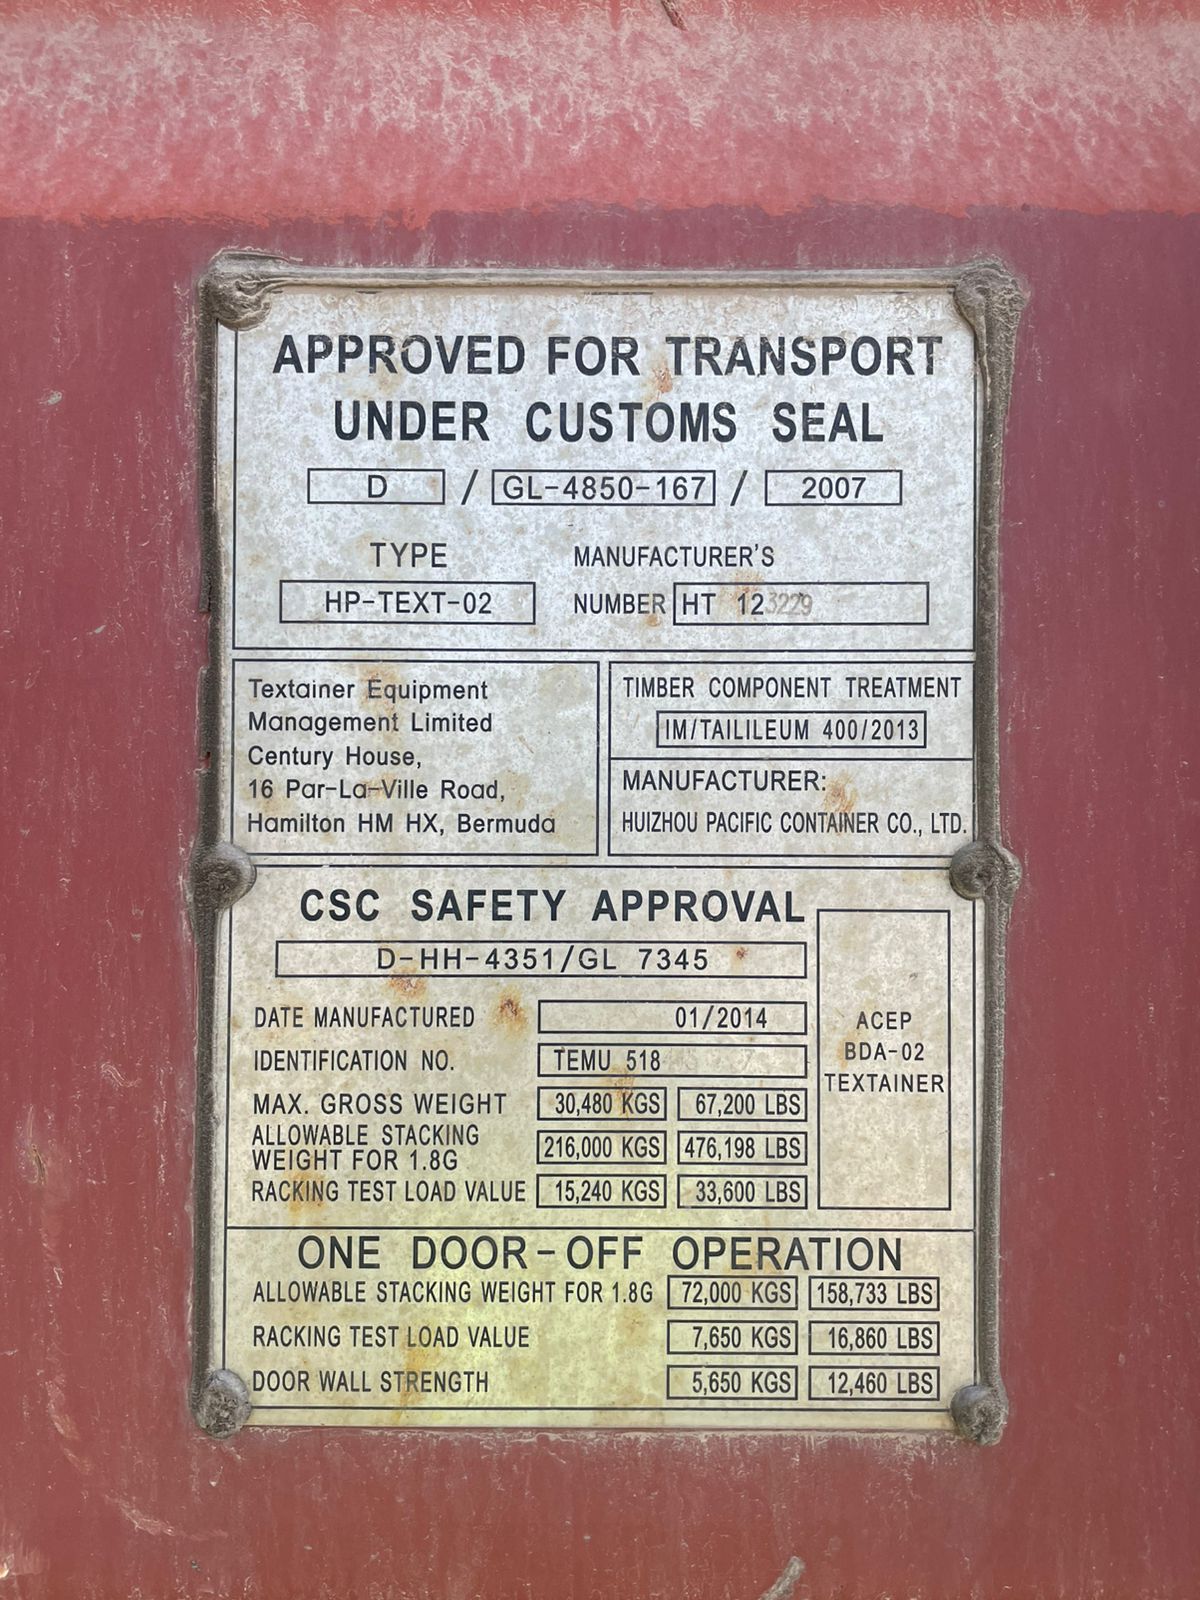 APPROVED FOR TRANSPORT
UNDER CUSTOMS SEAL
D / GL-4850-167 / 2007
TYPE
HP-TEXT-02
MANUFACTURER'S
NUMBER HT 123229
Textainer Equipment
Management Limited
Century House,
16 Par-La-Ville Road,
Hamilton HM HX, Bermuda
TIMBER COMPONENT TREATMENT
IM/TAILILEUM 400/2013
MANUFACTURER:
HUIZHOU PACIFIC CONTAINER CO., LTD.
CSC SAFETY APPROVAL
D-HH-4351/GL 7345
DATE MANUFACTURED 01/2014
IDENTIFICATION NO. TEMU 518
MAX. GROSS WEIGHT 30,480 KGS 67,200 LBS
ALLOWABLE STACKING
WEIGHT FOR 1.8G 216,000 KGS 476,198 LBS
RACKING TEST LOAD VALUE 15,240 KGS 33,600 LBS
ACEP
BDA-02
TEXTAINER
ONE DOOR-OFF OPERATION
ALLOWABLE STACKING WEIGHT FOR 1.8G 72,000 KGS 158,733 LBS
RACKING TEST LOAD VALUE 7,650 KGS 16,860 LBS
DOOR WALL STRENGTH 5,650 KGS 12,460 LBS